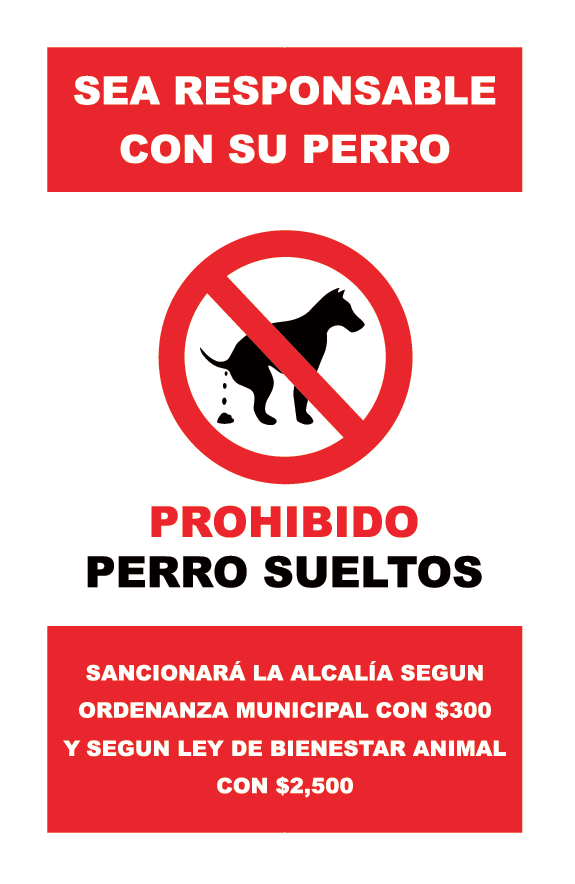 SEA RESPONSABLE
CON SU PERRO
PROHIBIDO
PERRO SUELTOS
SANCIONARÁ LA ALCALÍA SEGUN
ORDENANZA MUNICIPAL CON $300
Y SEGUN LEY DE BIENESTAR ANIMAL
CON $2,500